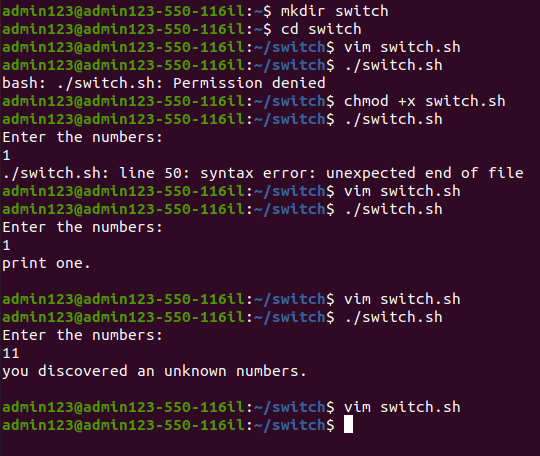 admin123@admin123-550-116il:~$ mkdir switch
admin123@admin123-550-116il:~$ cd switch
admin123@admin123-550-116il:~/switch$ vim switch.sh
admin123@admin123-550-116il:~/switch$ ./switch.sh
bash: ./switch.sh: Permission denied
admin123@admin123-550-116il:~/switch$ chmod +x switch.sh
admin123@admin123-550-116il:~/switch$ ./switch.sh
Enter the numbers:
1
./switch.sh: line 50: syntax error: unexpected end of file
admin123@admin123-550-116il:~/switch$ vim switch.sh
admin123@admin123-550-116il:~/switch$ ./switch.sh
Enter the numbers:
1
print one.
admin123@admin123-550-116il:~/switch$ vim switch.sh
admin123@admin123-550-116il:~/switch$ ./switch.sh
Enter the numbers:
11
you discovered an unknown numbers.
admin123@admin123-550-116il:~/switch$ vim switch.sh
admin123@admin123-550-116il:~/switch$